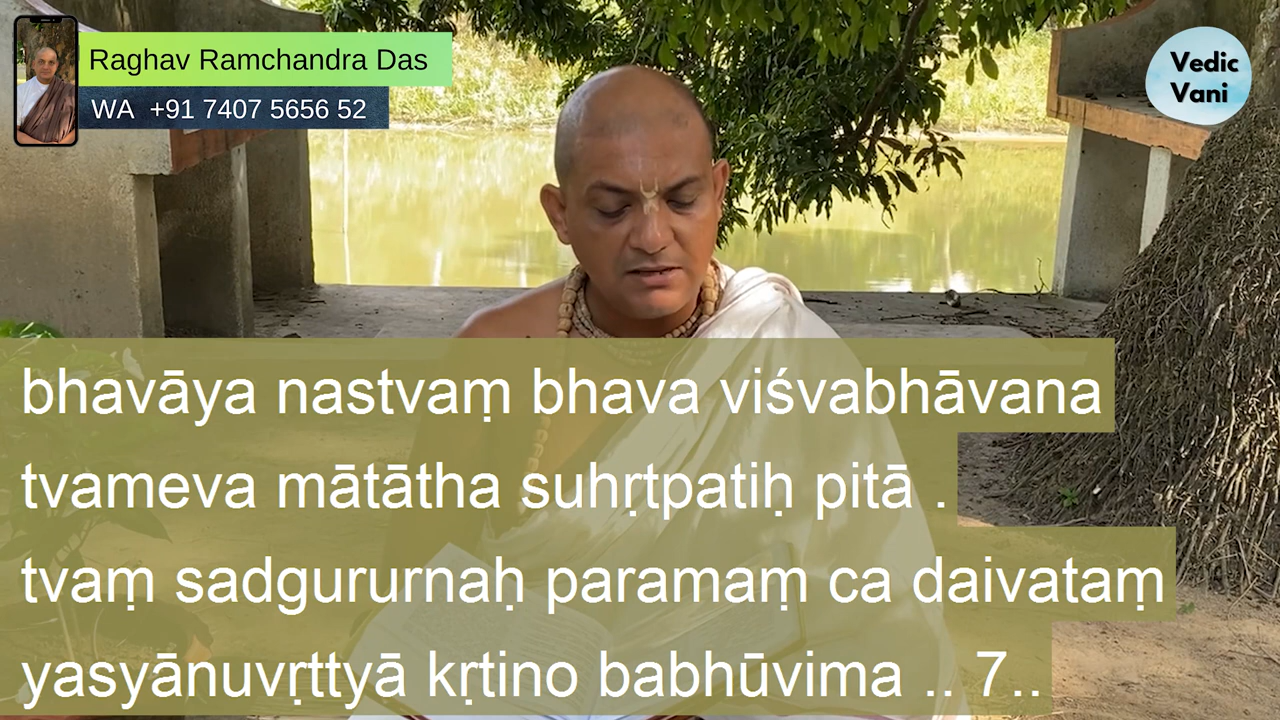 Raghav Ramchandra Das
WA +91 7407 5656 52
Vedic
Vani
bhavāya nastvaṃ bhava viśvabhāvana
tvameva mātātha suhṛtpatiḥ pitā .
tvaṃ sadgururnaḥ paramaṃ ca daivataṃ
yasyānuvṛttyā kṛtino babhūvima .. 7..